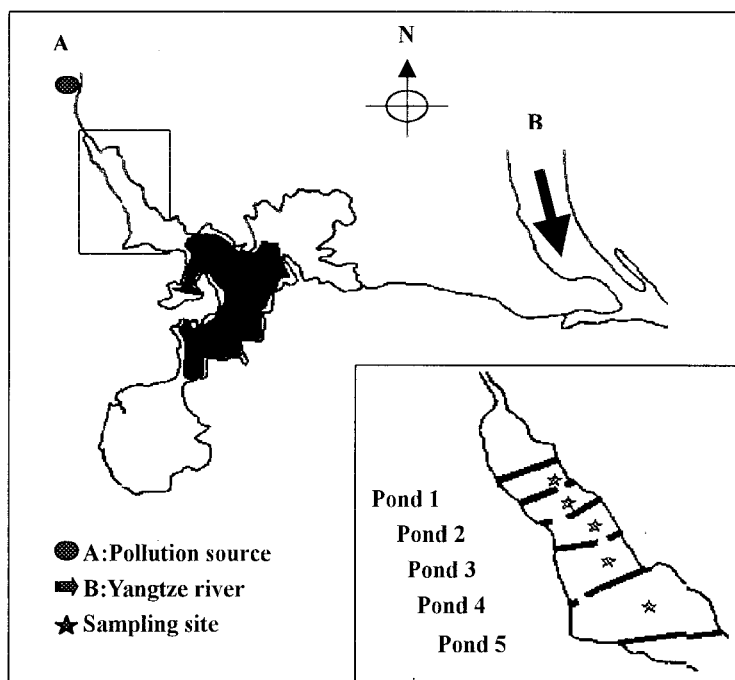 A
N
B
Pond 1
Pond 2
Pond 3
Pond 4
Pond 5
A:Pollution source
B:Yangtze river
Sampling site